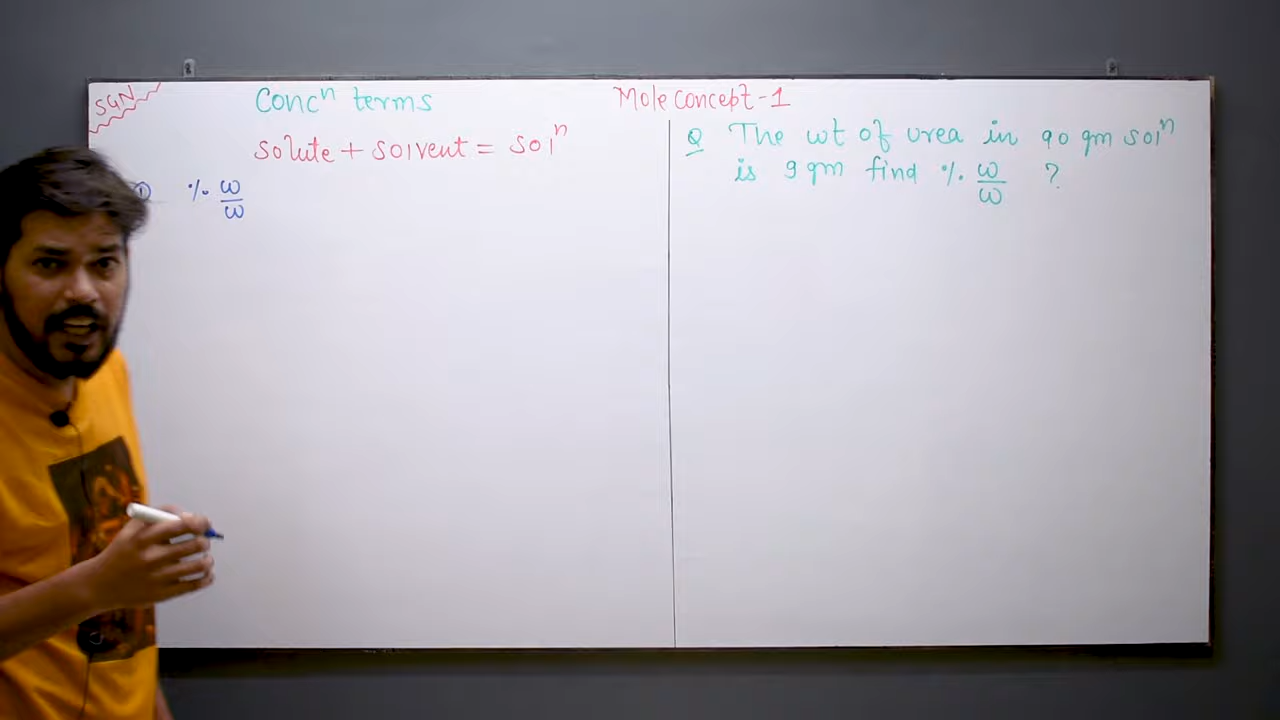 SGN
Concⁿ terms
Mole concept-1
solute + solvent = solⁿ
① % w/w
Q The wt of urea in 90 gm solⁿ
is 9 gm find % w/w ?